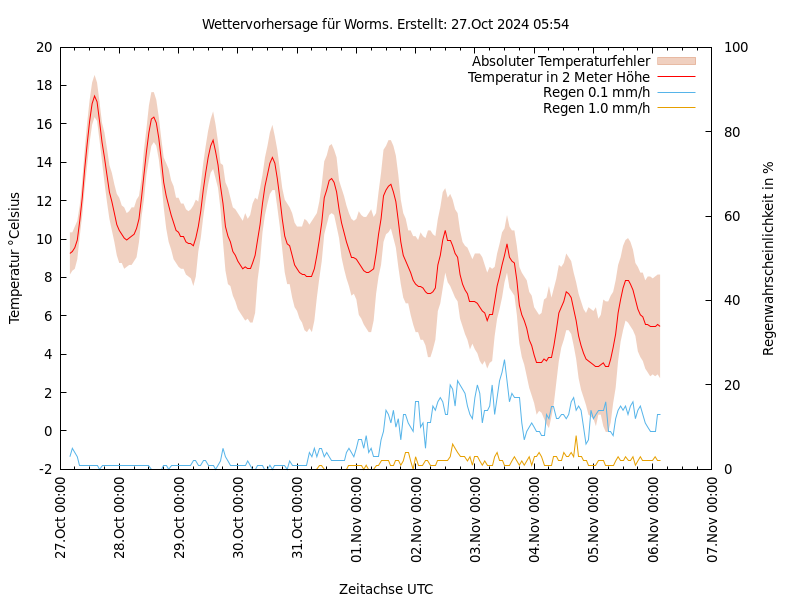 Wettervorhersage für Worms. Erstellt: 27.Oct 2024 05:54
Absoluter Temperaturfehler
Temperatur in 2 Meter Höhe
Regen 0.1 mm/h
Regen 1.0 mm/h
Temperatur °Celsius
20
18
16
14
12
10
8
6
4
2
0
-2
Regenwahrscheinlichkeit in %
100
80
60
40
20
0
27.Oct 00:00
28.Oct 00:00
29.Oct 00:00
30.Oct 00:00
31.Oct 00:00
01.Nov 00:00
02.Nov 00:00
03.Nov 00:00
04.Nov 00:00
05.Nov 00:00
06.Nov 00:00
07.Nov 00:00
Zeitachse UTC